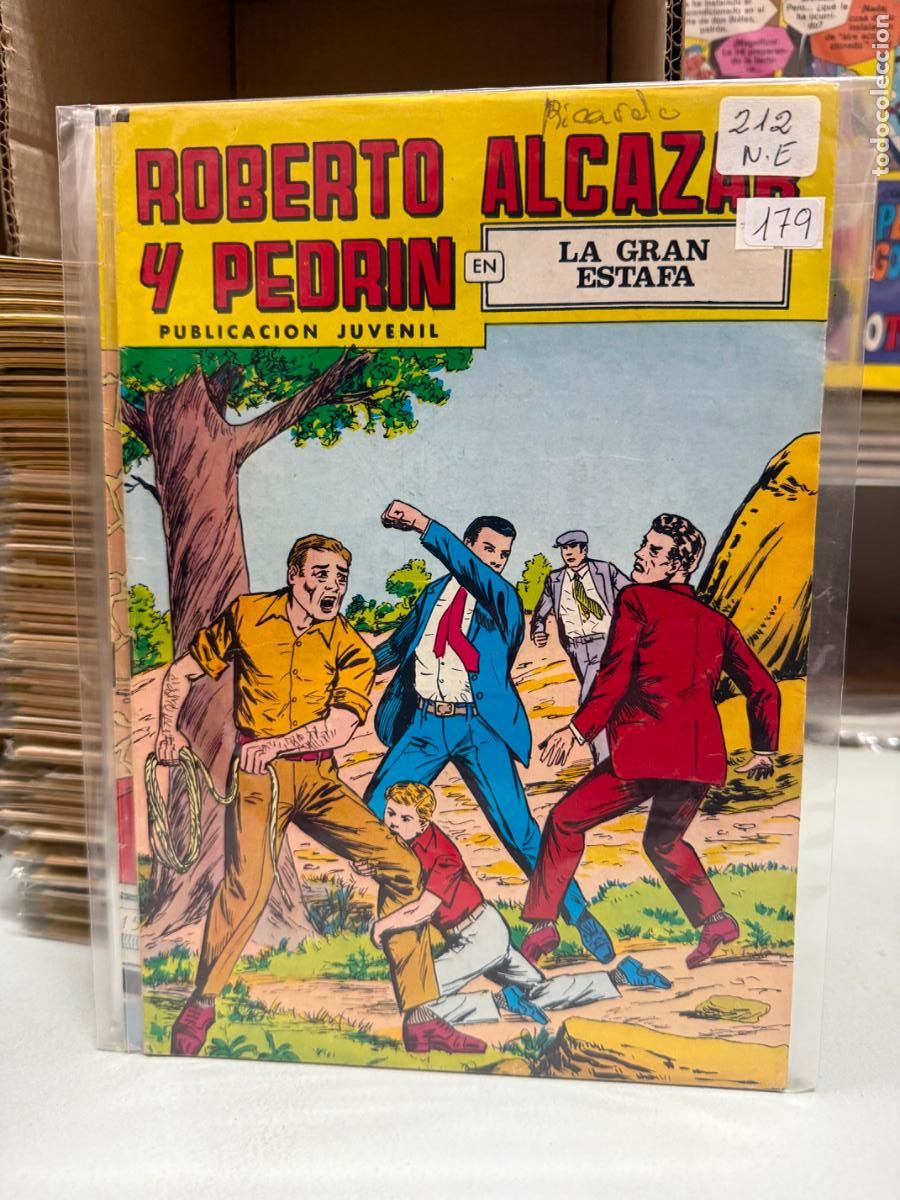 Ricardo
212
N.E
179
ROBERTO ALCAZAR
Y PEDRIN
EN
LA GRAN
ESTAFA
PUBLICACION JUVENIL
todocoleccion